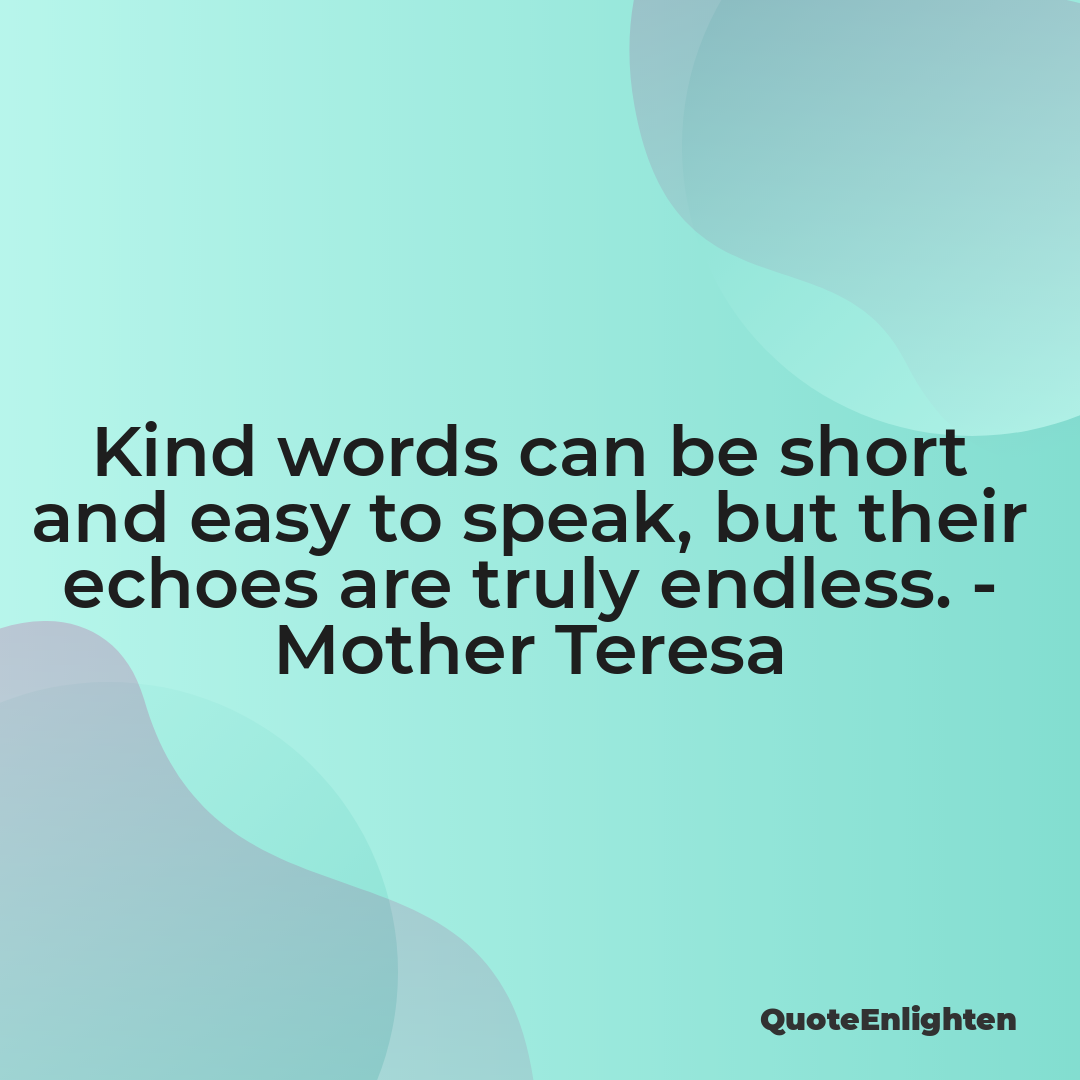 Kind words can be short
and easy to speak, but their
echoes are truly endless. -
Mother Teresa
QuoteEnlighten